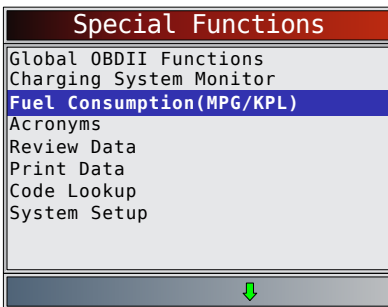 Special Functions
Global OBDII Functions
Charging System Monitor
Fuel Consumption(MPG/KPL)
Acronyms
Review Data
Print Data
Code Lookup
System Setup